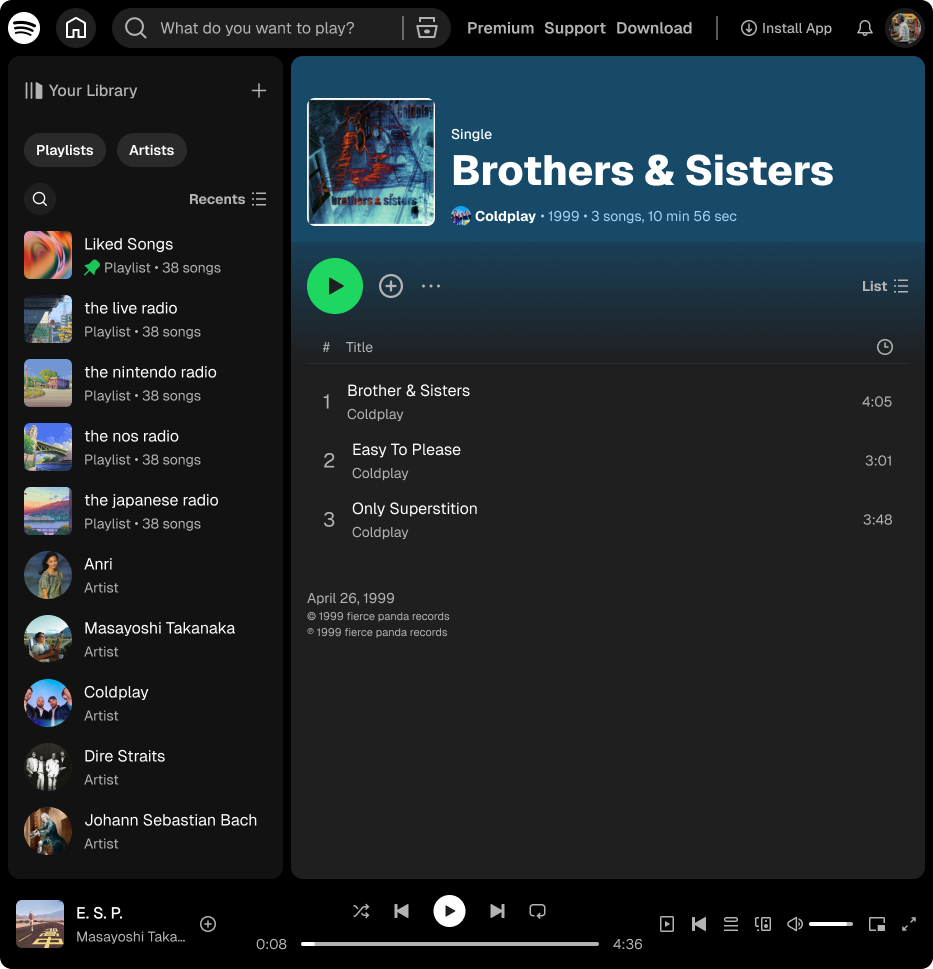 What do you want to play?
Premium Support Download
Install App
Your Library
Playlists
Artists
Recents
Liked Songs
Playlist • 38 songs
the live radio
Playlist • 38 songs
the nintendo radio
Playlist • 38 songs
the nos radio
Playlist • 38 songs
the japanese radio
Playlist • 38 songs
Anri
Artist
Masayoshi Takanaka
Artist
Coldplay
Artist
Dire Straits
Artist
Johann Sebastian Bach
Artist
coldplay
brothers & sisters
Single
Brothers & Sisters
Coldplay • 1999 • 3 songs, 10 min 56 sec
List
# Title
1 Brother & Sisters 4:05
Coldplay
2 Easy To Please 3:01
Coldplay
3 Only Superstition 3:48
Coldplay
April 26, 1999
© 1999 fierce panda records
℗ 1999 fierce panda records
E. S. P.
Masayoshi Taka...
0:08
4:36